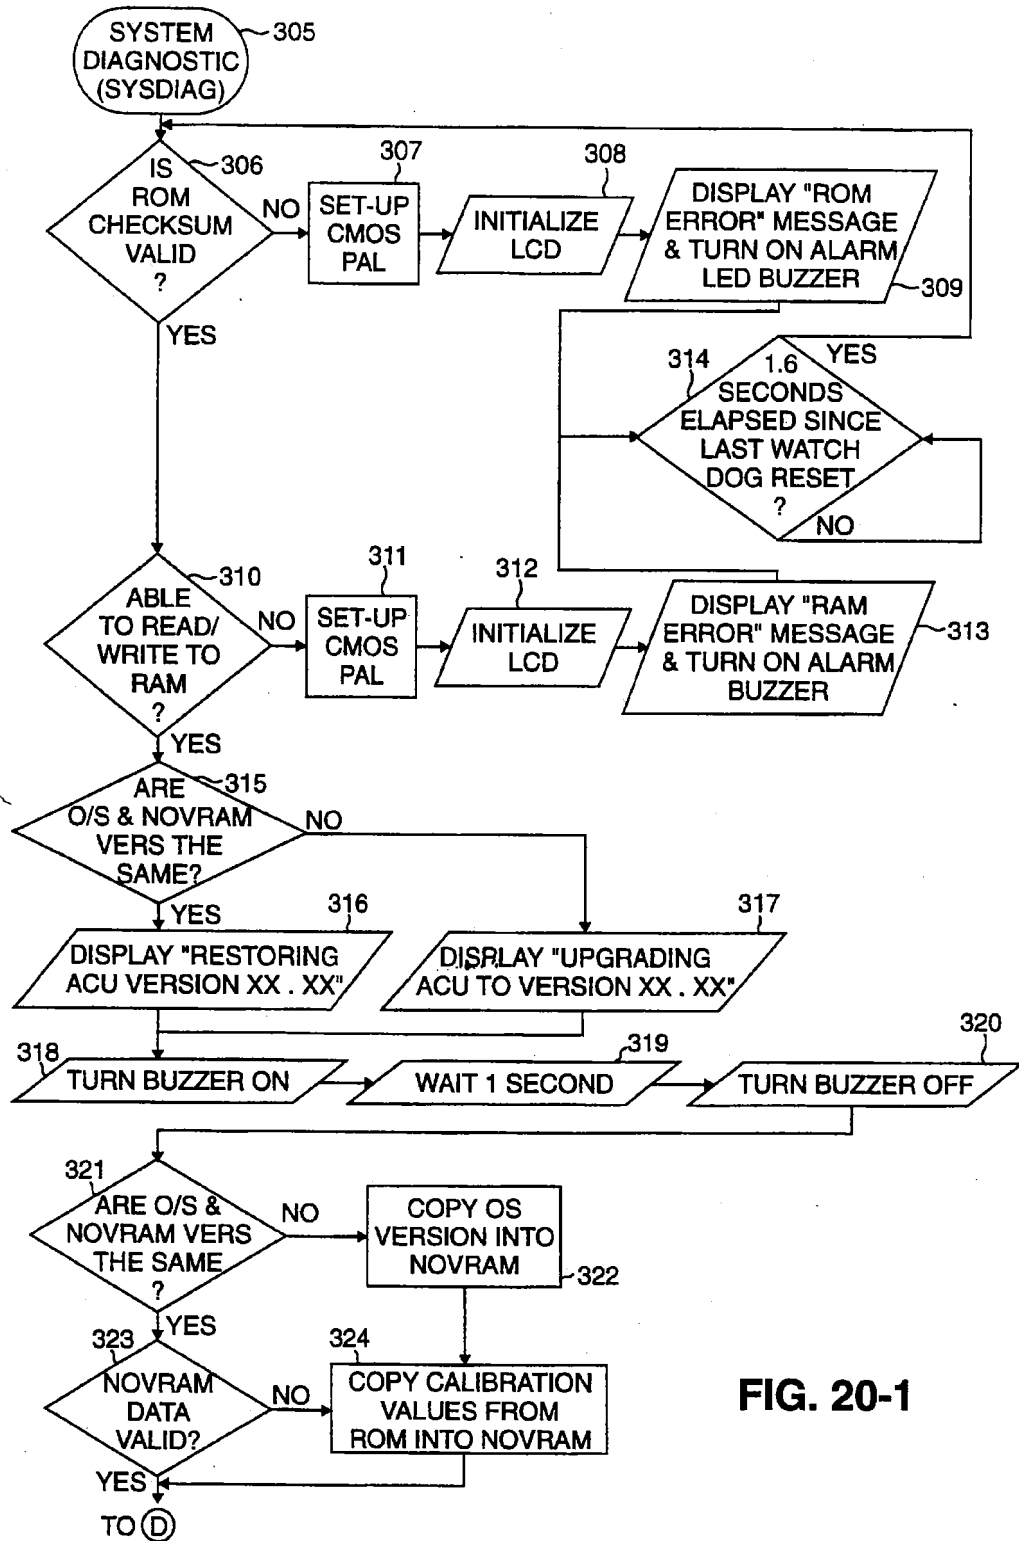 SYSTEM
DIAGNOSTIC
(SYSDIAG)
305
IS
ROM
CHECKSUM
VALID
?
306
NO
YES
307
SET-UP
CMOS
PAL
308
INITIALIZE
LCD
DISPLAY "ROM
ERROR" MESSAGE
& TURN ON ALARM
LED BUZZER
309
314
YES
1.6
SECONDS
ELAPSED SINCE
LAST WATCH
DOG RESET
?
NO
310
ABLE
TO READ/
WRITE TO
RAM
?
NO
YES
311
SET-UP
CMOS
PAL
312
INITIALIZE
LCD
DISPLAY "RAM
ERROR" MESSAGE
& TURN ON ALARM
BUZZER
313
315
ARE
O/S & NOVRAM
VERS THE
SAME?
NO
YES
316
DISPLAY "RESTORING
ACU VERSION XX . XX"
317
DISPLAY "UPGRADING
ACU TO VERSION XX . XX"
318
TURN BUZZER ON
319
WAIT 1 SECOND
320
TURN BUZZER OFF
321
ARE O/S &
NOVRAM VERS
THE SAME
?
NO
YES
COPY OS
VERSION INTO
NOVRAM
322
323
NOVRAM
DATA
VALID?
NO
YES
324
COPY CALIBRATION
VALUES FROM
ROM INTO NOVRAM
TO D
FIG. 20-1